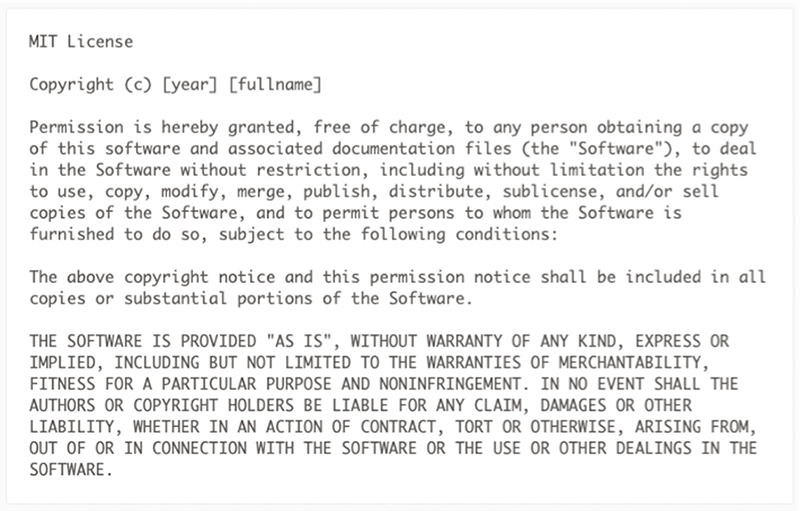 MIT License
Copyright (c) [year] [fullname]
Permission is hereby granted, free of charge, to any person obtaining a copy
of this software and associated documentation files (the "Software"), to deal
in the Software without restriction, including without limitation the rights
to use, copy, modify, merge, publish, distribute, sublicense, and/or sell
copies of the Software, and to permit persons to whom the Software is
furnished to do so, subject to the following conditions:
The above copyright notice and this permission notice shall be included in all
copies or substantial portions of the Software.
THE SOFTWARE IS PROVIDED "AS IS", WITHOUT WARRANTY OF ANY KIND, EXPRESS OR
IMPLIED, INCLUDING BUT NOT LIMITED TO THE WARRANTIES OF MERCHANTABILITY,
FITNESS FOR A PARTICULAR PURPOSE AND NONINFRINGEMENT. IN NO EVENT SHALL THE
AUTHORS OR COPYRIGHT HOLDERS BE LIABLE FOR ANY CLAIM, DAMAGES OR OTHER
LIABILITY, WHETHER IN AN ACTION OF CONTRACT, TORT OR OTHERWISE, ARISING FROM,
OUT OF OR IN CONNECTION WITH THE SOFTWARE OR THE USE OR OTHER DEALINGS IN THE
SOFTWARE.